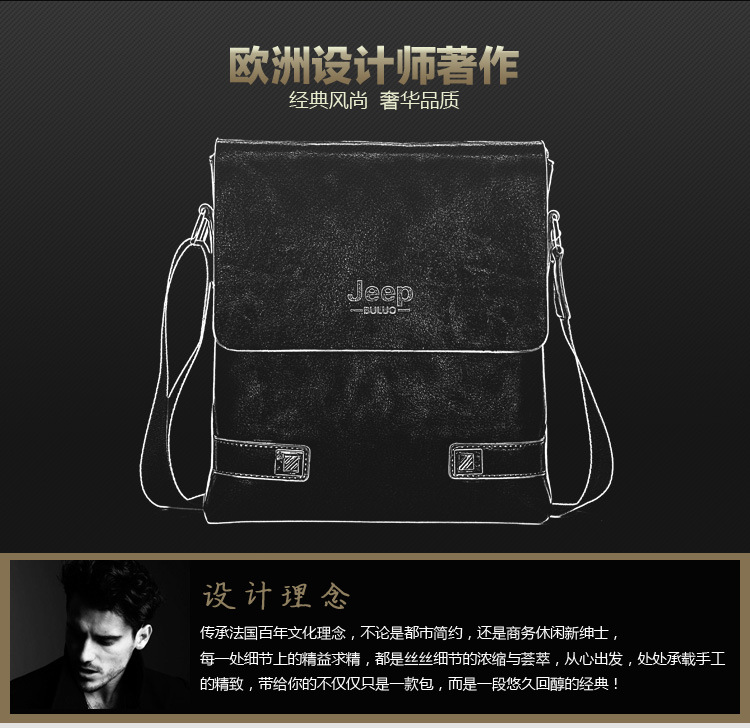 欧洲设计师著作
经典风尚 奢华品质
Jeep
BULUO
设计理念
传承法国百年文化理念，不论是都市简约，还是商务休闲新绅士，
每一处细节上的精益求精，都是丝丝细节的浓缩与荟萃，从心出发，处处承载手工
的精致，带给你的不仅仅只是一款包，而是一段悠久回醇的经典！